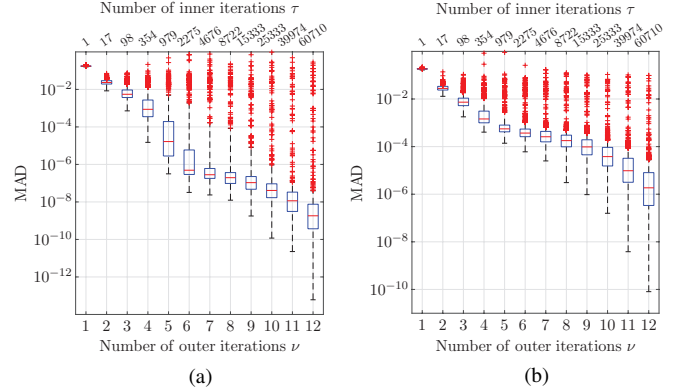 Number of inner iterations τ
1 17 98 354 979 2275 4676 8722 15333 25333 39974 60710
MAD
10⁻²
10⁻⁴
10⁻⁶
10⁻⁸
10⁻¹⁰
10⁻¹²
1 2 3 4 5 6 7 8 9 10 11 12
Number of outer iterations ν
(a)
Number of inner iterations τ
1 17 98 354 979 2275 4676 8722 15333 25333 39974 60710
MAD
10⁻²
10⁻⁴
10⁻⁶
10⁻⁸
10⁻¹⁰
1 2 3 4 5 6 7 8 9 10 11 12
Number of outer iterations ν
(b)